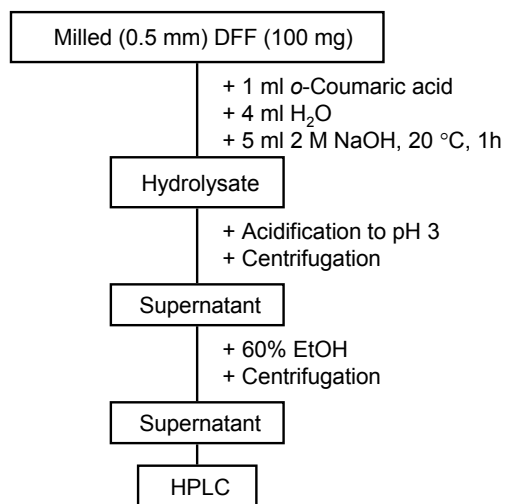 Milled (0.5 mm) DFF (100 mg)
+ 1 ml o-Coumaric acid
+ 4 ml H₂O
+ 5 ml 2 M NaOH, 20 °C, 1h
Hydrolysate
+ Acidification to pH 3
+ Centrifugation
Supernatant
+ 60% EtOH
+ Centrifugation
Supernatant
HPLC